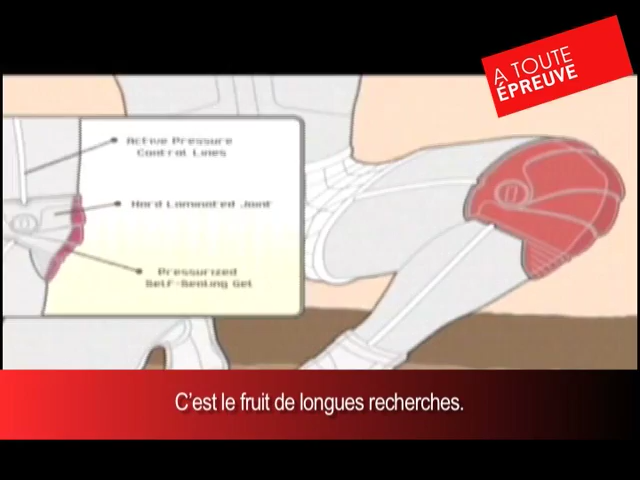 A TOUTE
ÉPREUVE
Active Pressure
Control Lines
Hard Laminated Joint
Pressurized
Self-Sealing Gel
C'est le fruit de longues recherches.